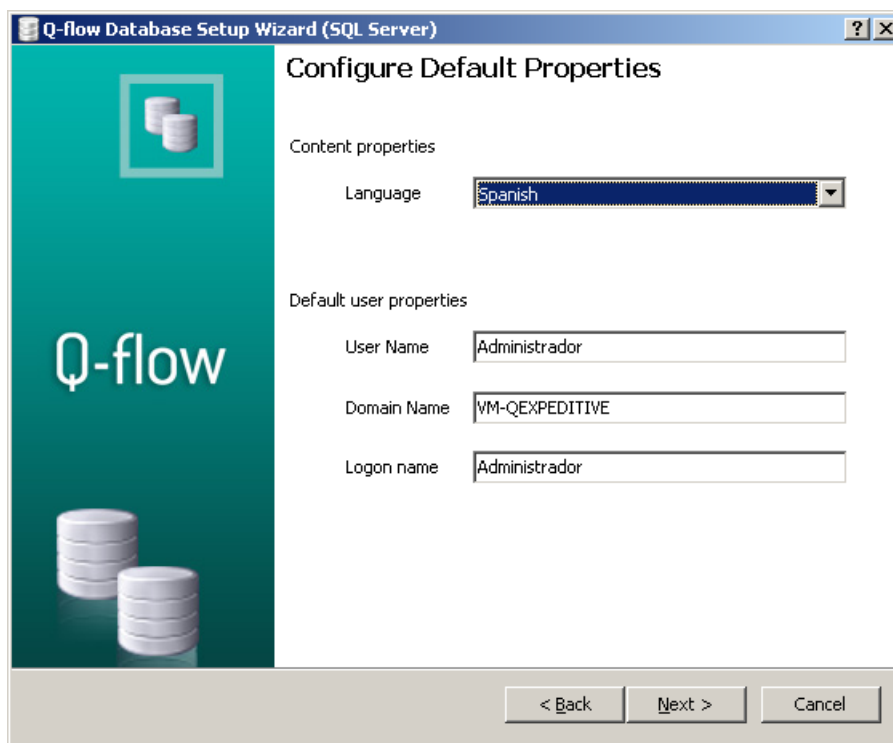 Q-flow Database Setup Wizard (SQL Server)
Configure Default Properties
Content properties
Language Spanish
Default user properties
User Name Administrador
Domain Name VM-QEXPEDITIVE
Logon name Administrador
Q-flow
< Back Next > Cancel